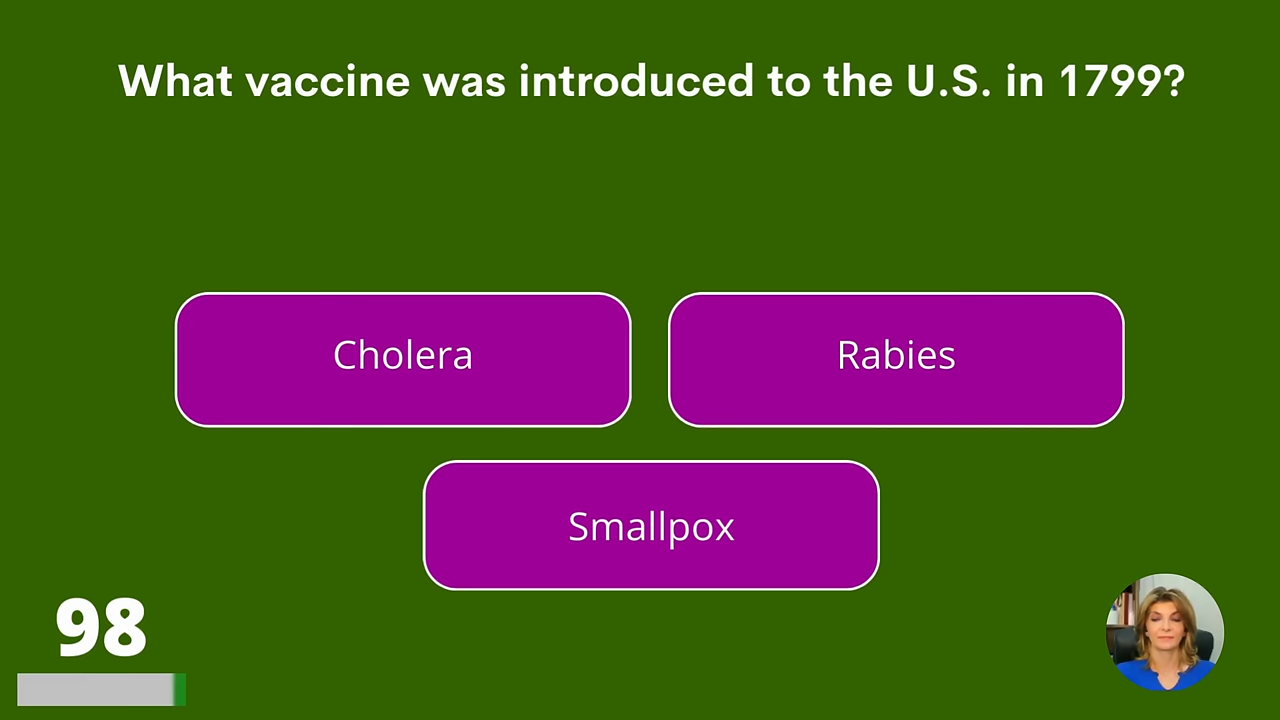 What vaccine was introduced to the U.S. in 1799?
Cholera
Rabies
Smallpox
98